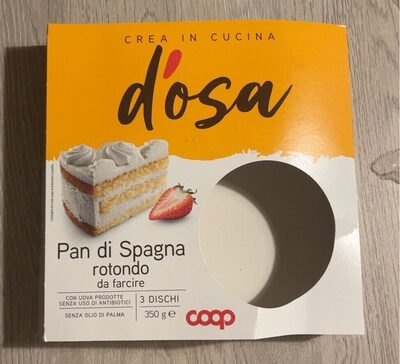 CREA IN CUCINA
d'osa
Pan di Spagna
rotondo
da farcire
CON UOVA PRODOTTE
SENZA USO DI ANTIBIOTICI
SENZA OLIO DI PALMA
3 DISCHI
350 g e
coop